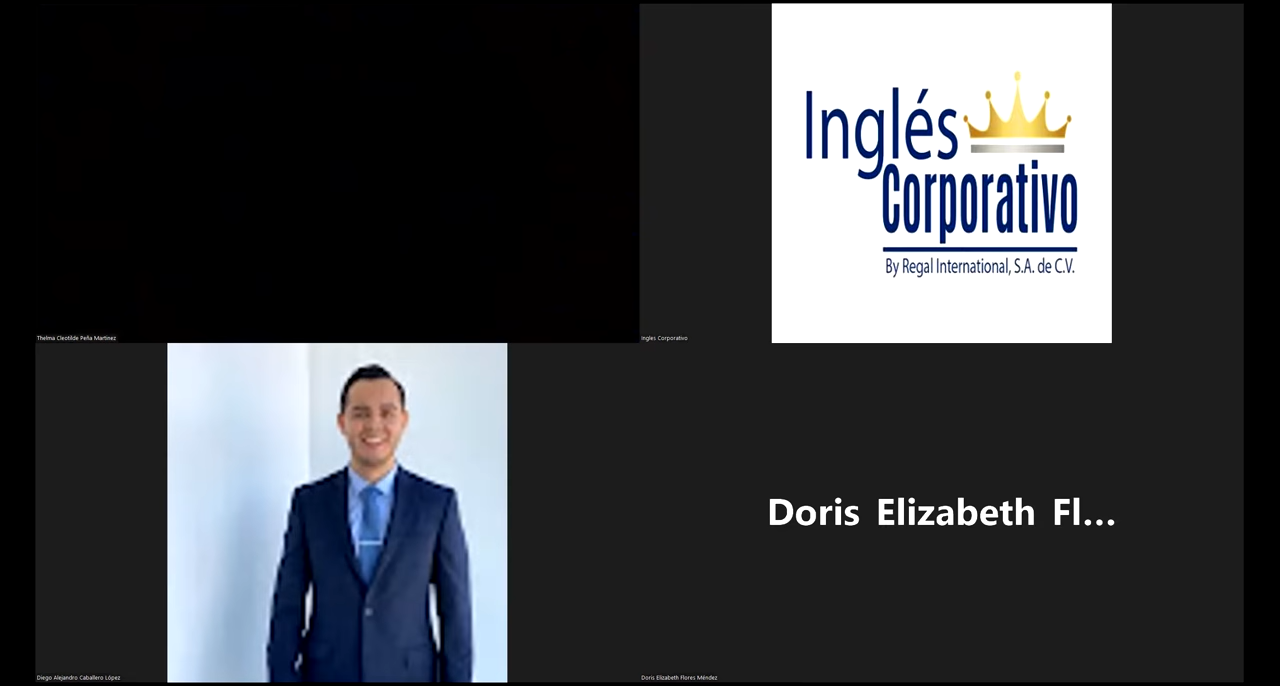 Inglés
Corporativo
By Regal International, S.A. de C.V.
Thelma Cleotilde Peña Martínez
Ingles Corporativo
Doris Elizabeth Fl...
Diego Alejandro Caballero López
Doris Elizabeth Flores Méndez